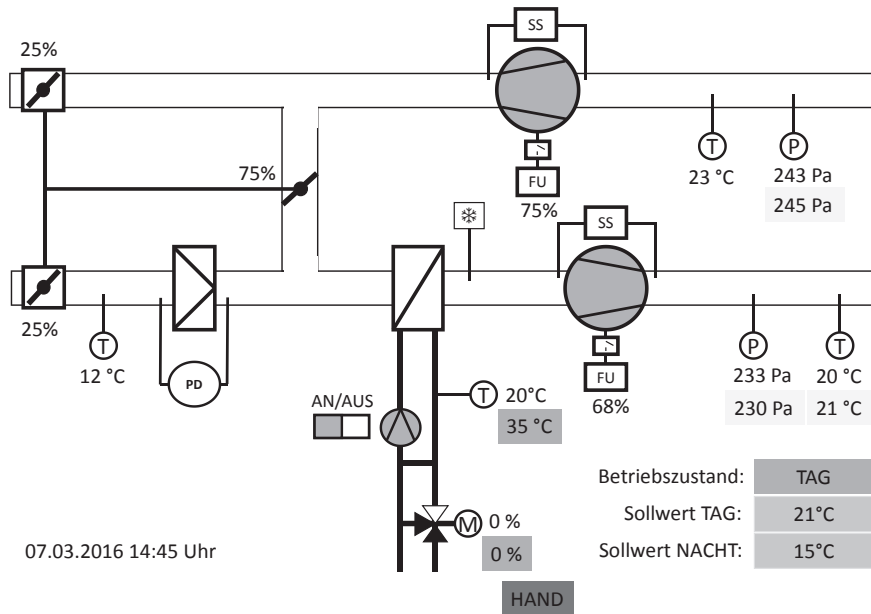 SS
25%
T
P
23 °C
243 Pa
245 Pa
FU
75%
75%
SS
25%
T
12 °C
PD
P
T
233 Pa
20 °C
230 Pa
21 °C
FU
68%
AN/AUS
T
20°C
35 °C
M
0 %
0 %
HAND
Betriebszustand: TAG
Sollwert TAG: 21°C
Sollwert NACHT: 15°C
07.03.2016 14:45 Uhr